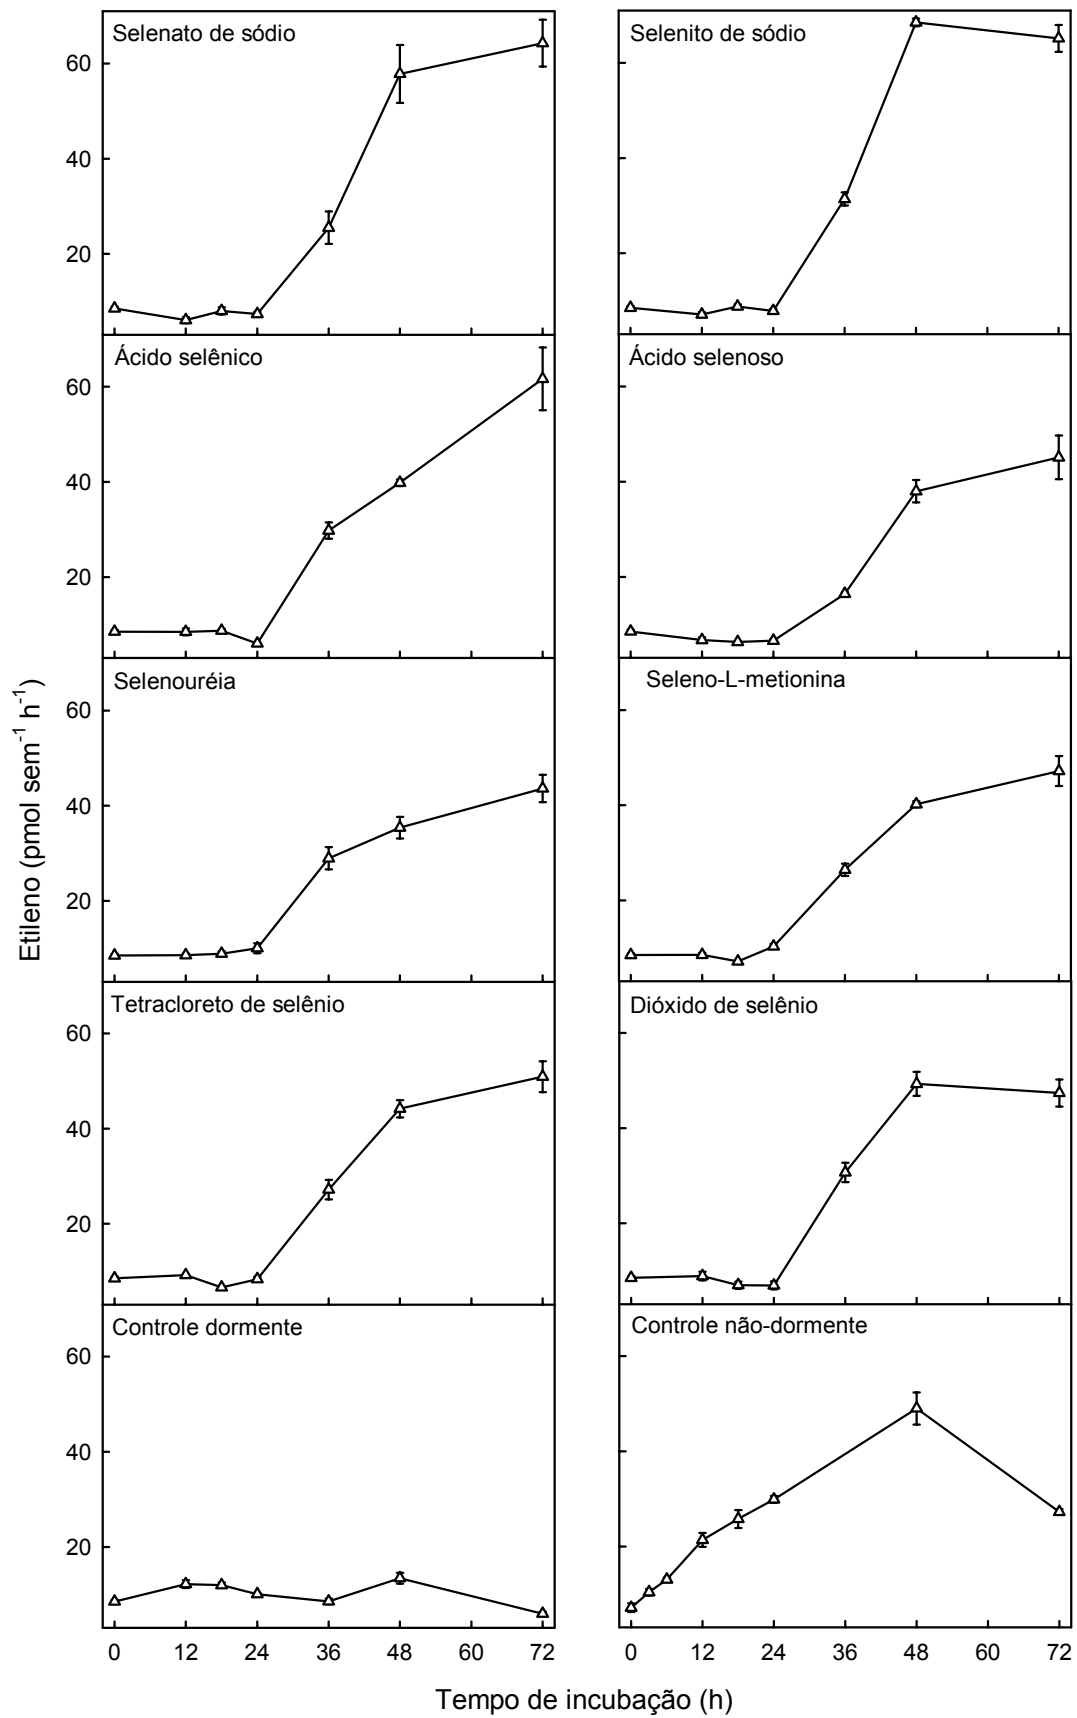 Selenato de sódio
Selenito de sódio
60
40
20
Ácido selênico
Ácido selenoso
60
40
20
Selenouréia
Seleno-L-metionina
60
40
20
Tetracloreto de selênio
Dióxido de selênio
60
40
20
Controle dormente
Controle não-dormente
60
40
20
0 12 24 36 48 60 72
0 12 24 36 48 60 72
Etileno (pmol sem⁻¹ h⁻¹)
Tempo de incubação (h)